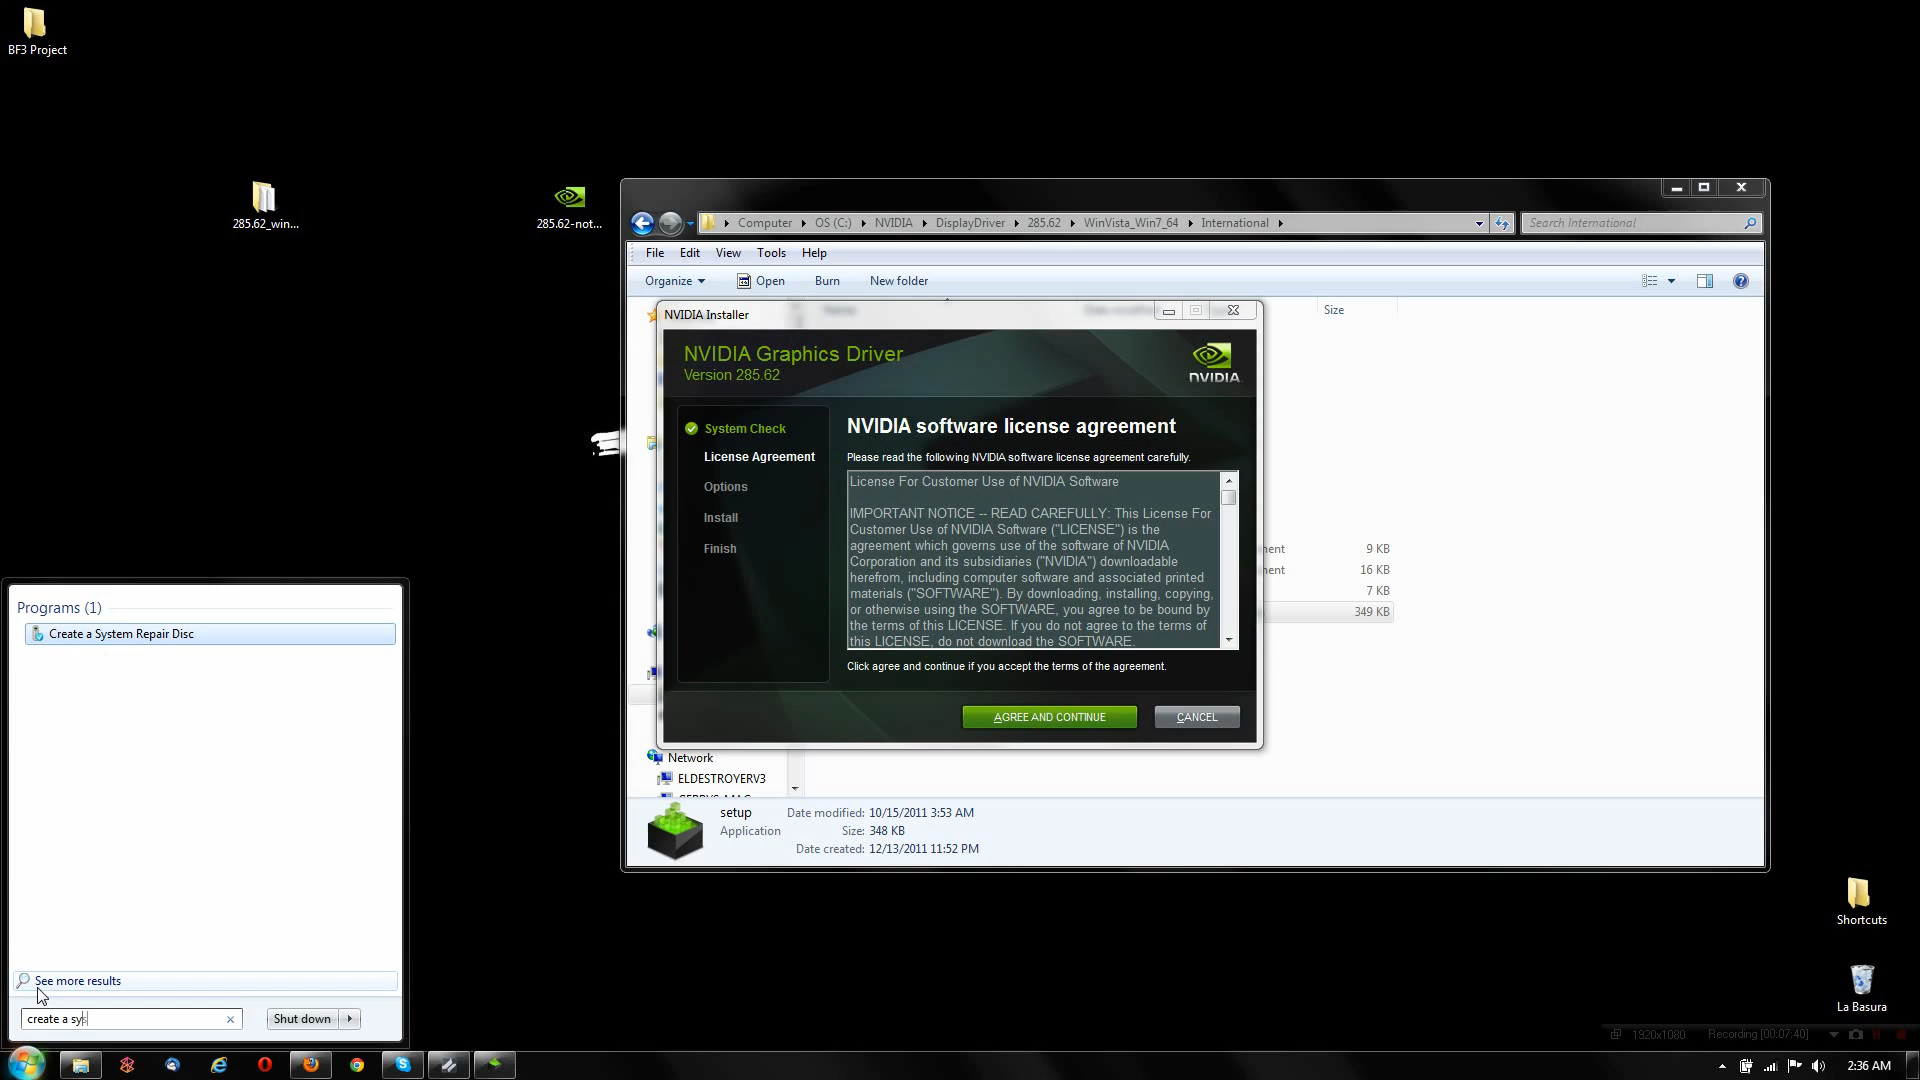 BF3 Project
285.62_win...
285.62-not...
Computer OS (C:) NVIDIA DisplayDriver 285.62 WinVista_Win7_64 International
Search International
File Edit View Tools Help
Organize Open Burn New folder
Size
NVIDIA Installer
NVIDIA Graphics Driver
Version 285.62
NVIDIA
System Check
License Agreement
Options
Install
Finish
NVIDIA software license agreement
Please read the following NVIDIA software license agreement carefully.
License For Customer Use of NVIDIA Software
IMPORTANT NOTICE -- READ CAREFULLY: This License For
Customer Use of NVIDIA Software ("LICENSE") is the
agreement which governs use of the software of NVIDIA
Corporation and its subsidiaries ("NVIDIA") downloadable
herefrom, including computer software and associated printed
materials ("SOFTWARE"). By downloading, installing, copying,
or otherwise using the SOFTWARE, you agree to be bound by
the terms of this LICENSE. If you do not agree to the terms of
this LICENSE, do not download the SOFTWARE.
Click agree and continue if you accept the terms of the agreement.
AGREE AND CONTINUE
CANCEL
ment 9 KB
ment 16 KB
7 KB
349 KB
Network
ELDESTROYERV3
setup
Application
Date modified: 10/15/2011 3:53 AM
Size: 348 KB
Date created: 12/13/2011 11:52 PM
Programs (1)
Create a System Repair Disc
See more results
create a sys
Shut down
Shortcuts
La Basura
1920x1080 Recording [00:07:40]
2:36 AM